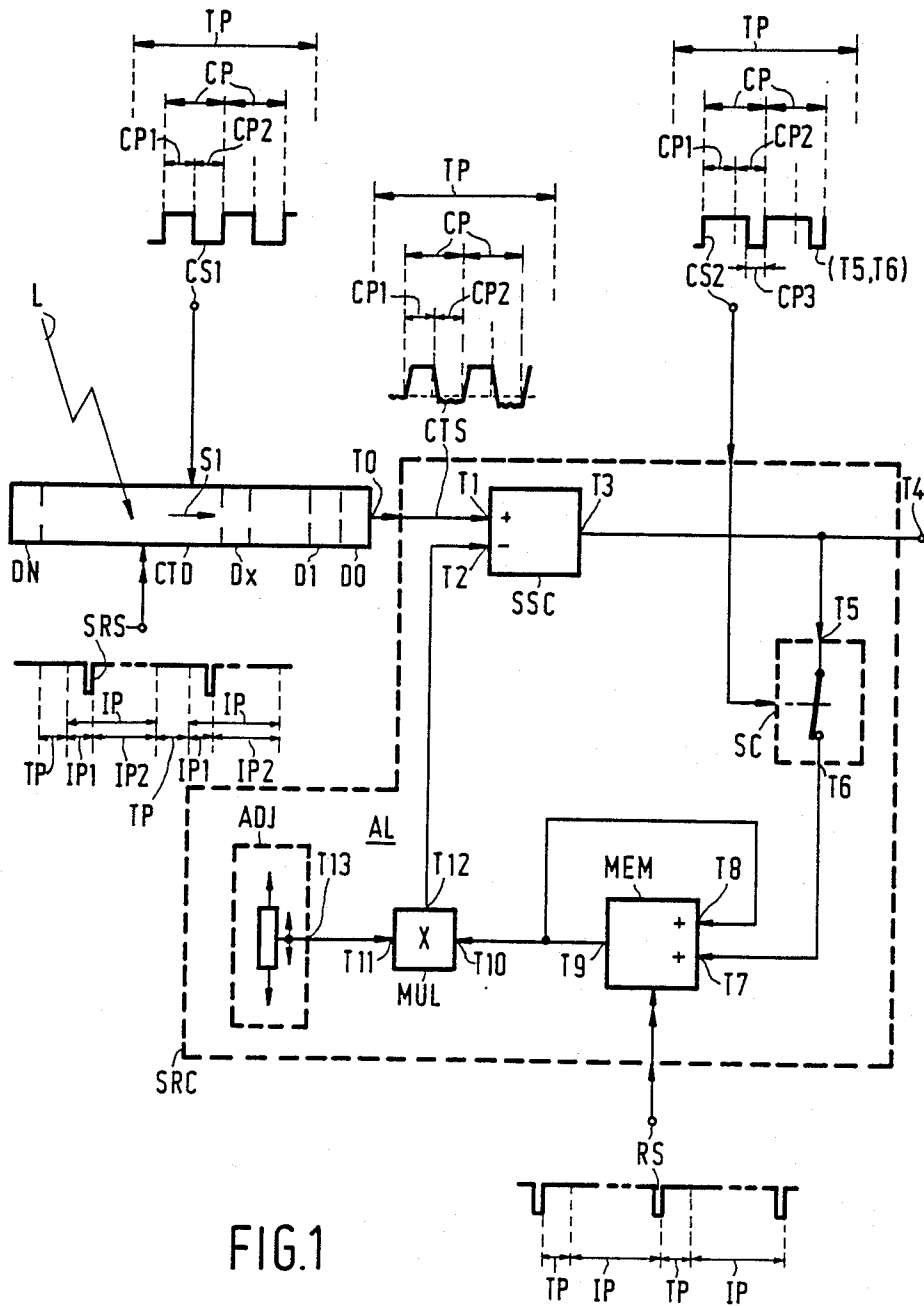 TP
TP
CP
CP
CP1
CP2
CP1
CP2
TP
CP
CS1
CP1
CP2
CS2
(T5,T6)
CP3
L
CTS
S1
T0
T1
+
T3
T4
DN
CTD
Dx
D1
D0
T2
−
SSC
T5
SRS
IP
IP
SC
TP
IP1
IP2
TP
IP1
IP2
T6
ADJ
AL
T13
T12
MEM
T8
+
X
T11
MUL
T10
T9
+
T7
SRC
RS
FIG.1
TP
IP
TP
IP